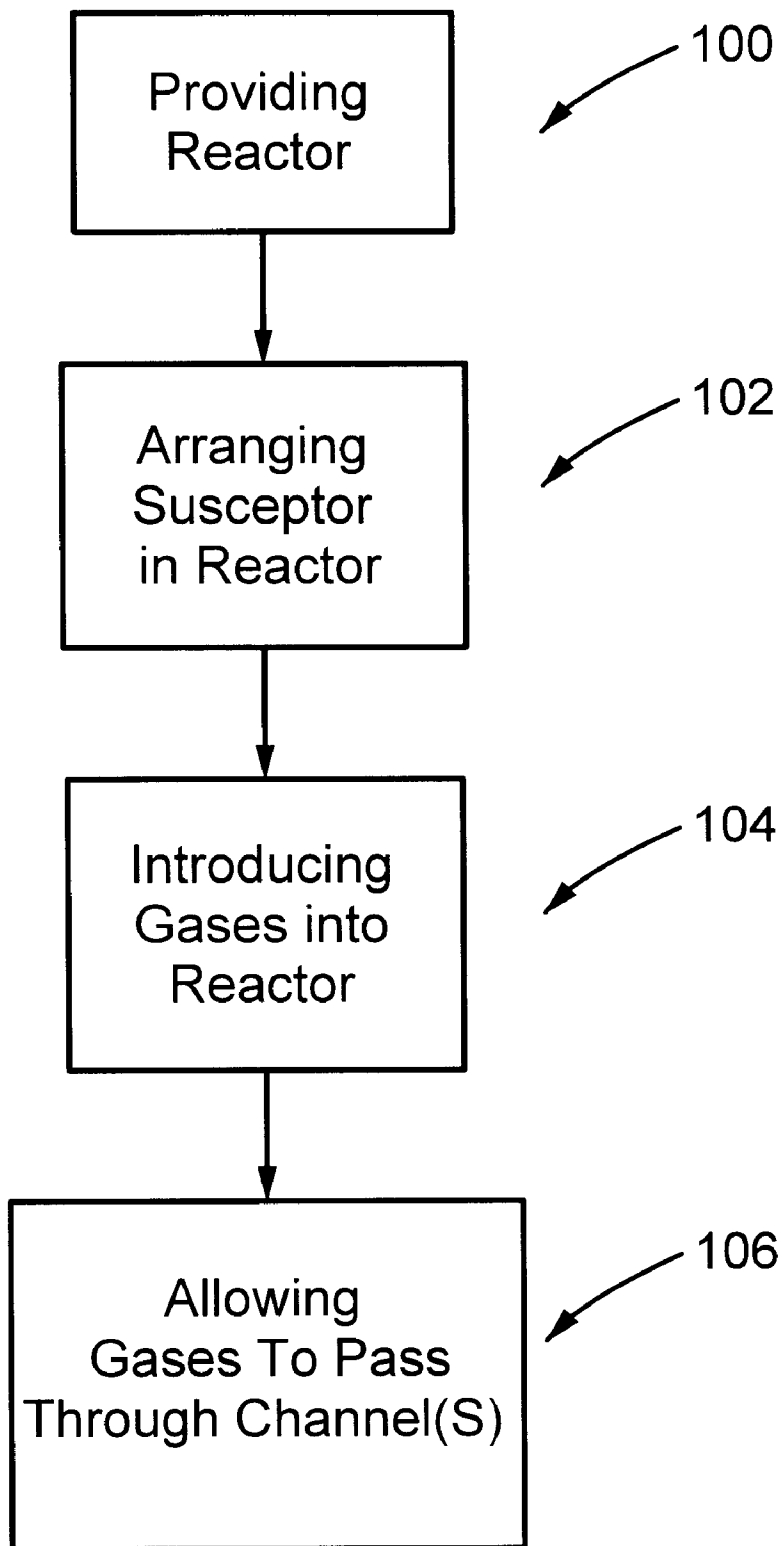 Providing
Reactor
100
Arranging
Susceptor
in Reactor
102
Introducing
Gases into
Reactor
104
Allowing
Gases To Pass
Through Channel(S)
106